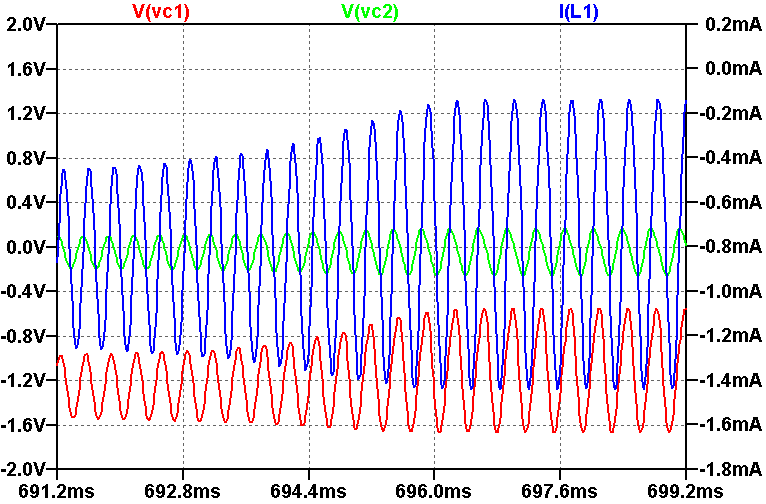 V(vc1) V(vc2) I(L1)
2.0V 0.2mA
1.6V 0.0mA
1.2V -0.2mA
0.8V -0.4mA
0.4V -0.6mA
0.0V -0.8mA
-0.4V -1.0mA
-0.8V -1.2mA
-1.2V -1.4mA
-1.6V -1.6mA
-2.0V -1.8mA
691.2ms 692.8ms 694.4ms 696.0ms 697.6ms 699.2ms